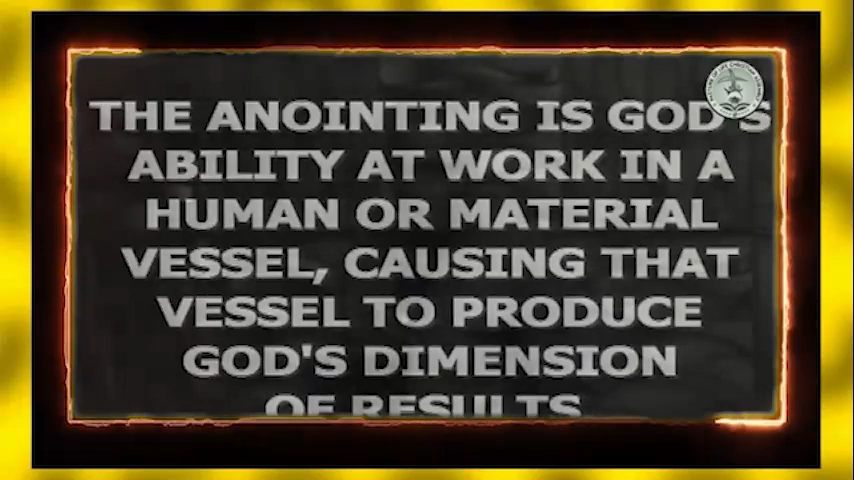 THE ANOINTING IS GOD'S
ABILITY AT WORK IN A
HUMAN OR MATERIAL
VESSEL, CAUSING THAT
VESSEL TO PRODUCE
GOD'S DIMENSION
OF RESULTS